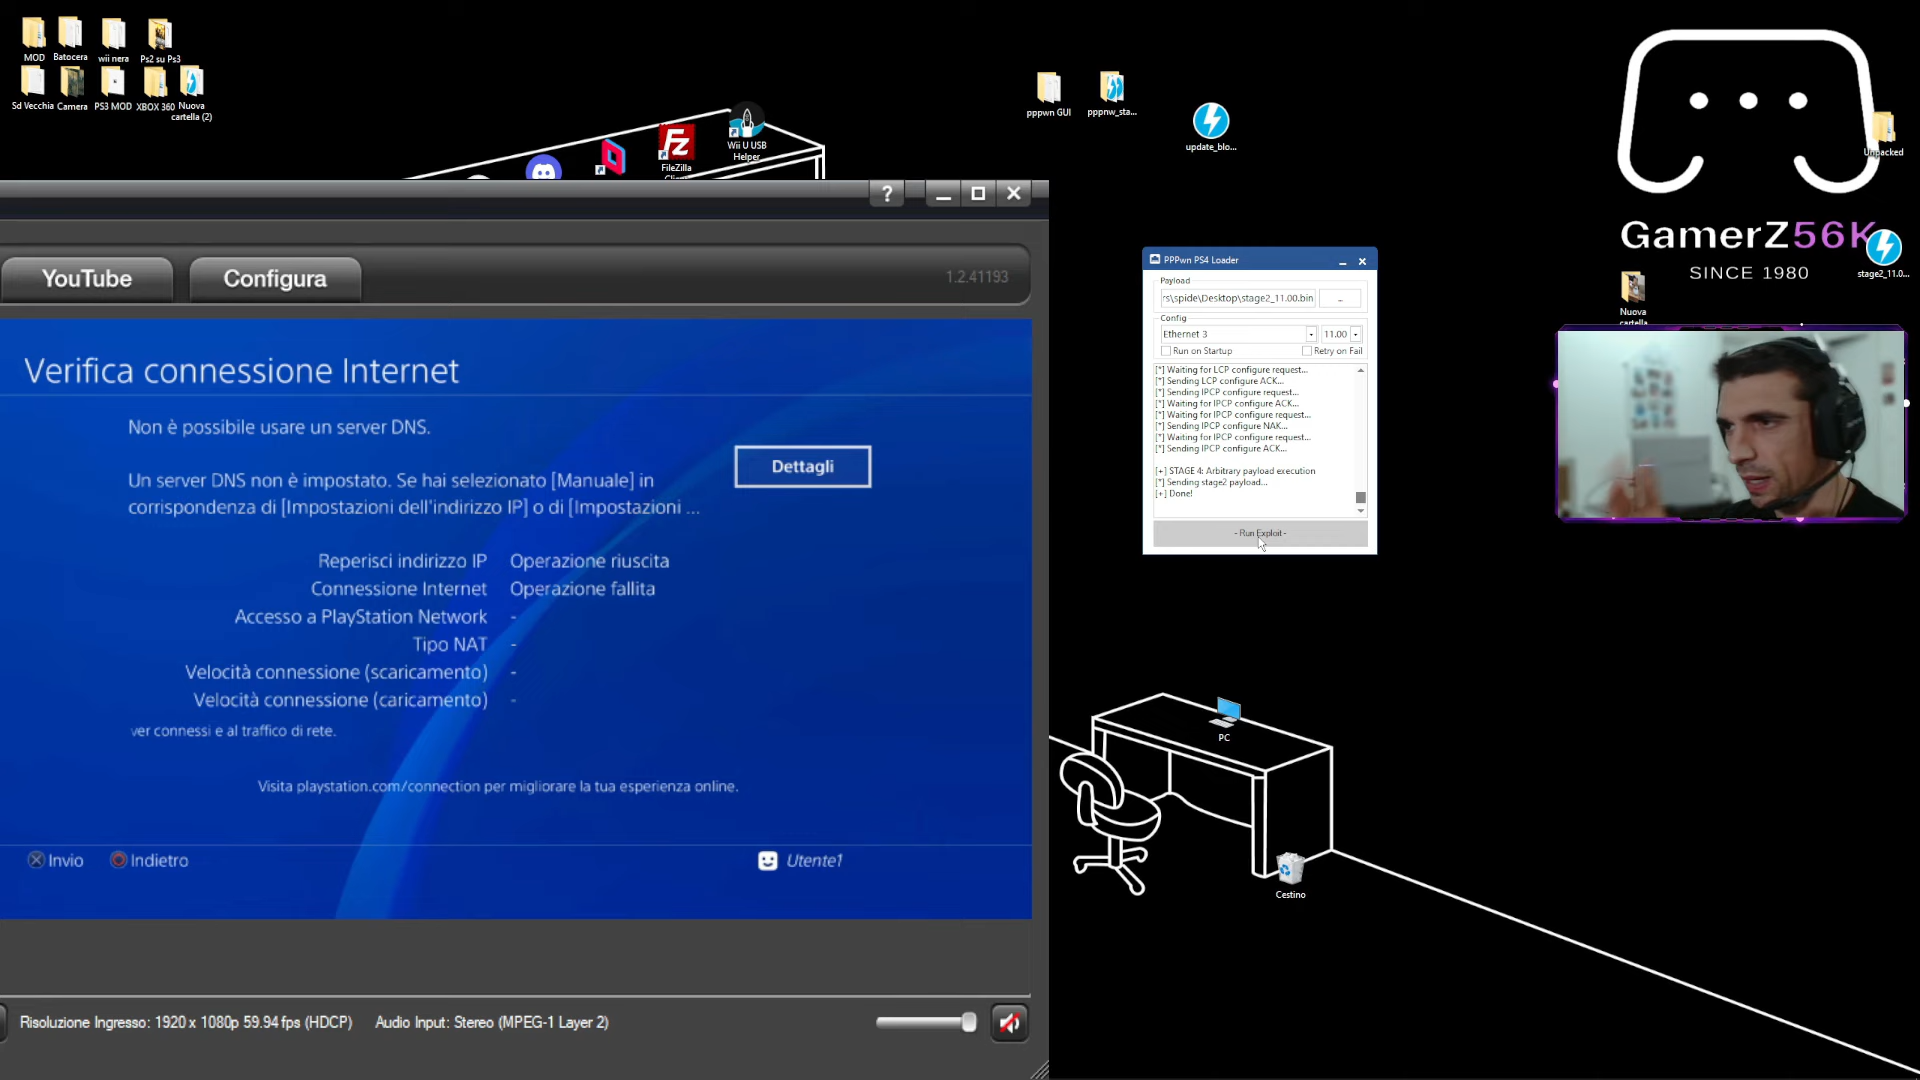 MOD
Batocera
wii nera
Ps2 su Ps3
Sd Vecchia
Camera
PS3 MOD
XBOX 360
Nuova
cartella (2)
FileZilla
Client
Wii U USB
Helper
pppwn GUI
pppnw_sta...
update_blo...
Unpacked
GamerZ56K
SINCE 1980
stage2_11.0...
Nuova
cartella
?
YouTube
Configura
1.2.41193
Verifica connessione Internet
Non è possibile usare un server DNS.
Un server DNS non è impostato. Se hai selezionato [Manuale] in
corrispondenza di [Impostazioni dell'indirizzo IP] o di [Impostazioni ...
Dettagli
Reperisci indirizzo IP Operazione riuscita
Connessione Internet Operazione fallita
Accesso a PlayStation Network -
Tipo NAT -
Velocità connessione (scaricamento) -
Velocità connessione (caricamento) -
ver connessi e al traffico di rete.
Visita playstation.com/connection per migliorare la tua esperienza online.
Invio
Indietro
Utente1
Risoluzione Ingresso: 1920 x 1080p 59.94 fps (HDCP)
Audio Input: Stereo (MPEG-1 Layer 2)
PPPwn PS4 Loader
Payload
rs\spide\Desktop\stage2_11.00.bin
...
Config
Ethernet 3
11.00
Run on Startup
Retry on Fail
[*] Waiting for LCP configure request...
[*] Sending LCP configure ACK...
[*] Sending IPCP configure request...
[*] Waiting for IPCP configure ACK...
[*] Waiting for IPCP configure request...
[*] Sending IPCP configure NAK...
[*] Waiting for IPCP configure request...
[*] Sending IPCP configure ACK...
[+] STAGE 4: Arbitrary payload execution
[*] Sending stage2 payload...
[+] Done!
- Run Exploit -
PC
Cestino